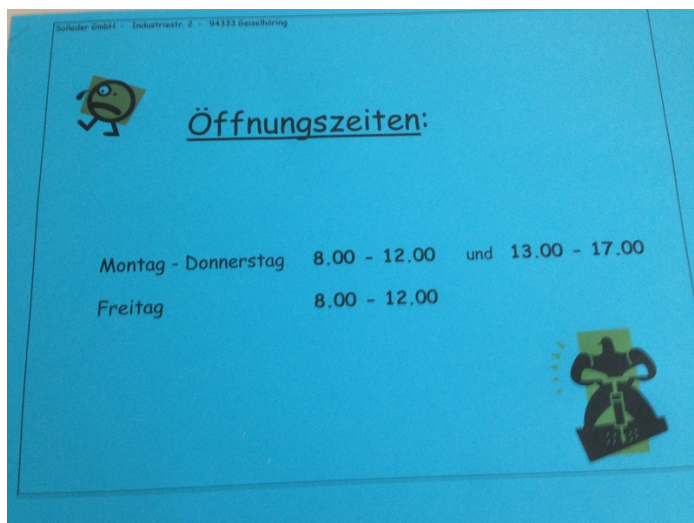 Solleder GmbH - Industriestr. 2 - 94333 Geiselhöring
Öffnungszeiten:
Montag - Donnerstag 8.00 - 12.00 und 13.00 - 17.00
Freitag 8.00 - 12.00